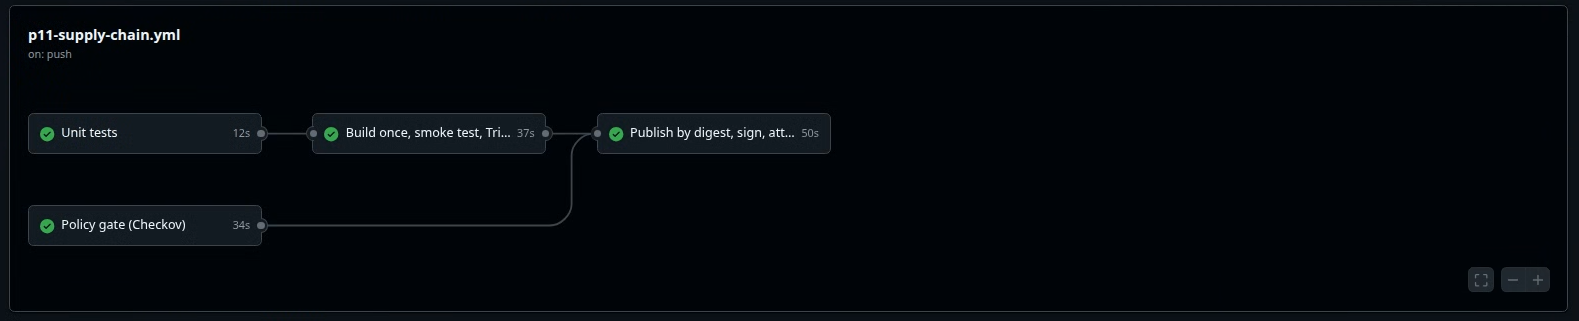 p11-supply-chain.yml
on: push
Unit tests 12s
Build once, smoke test, Tri... 37s
Publish by digest, sign, att... 50s
Policy gate (Checkov) 34s